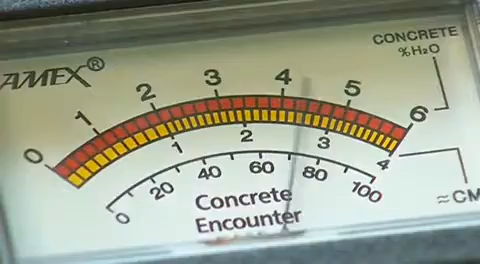 CONCRETE
%H₂O
AMEX®
0 1 2 3 4 5 6
1 2 3 4
0 20 40 60 80 100
≈CM
Concrete
Encounter